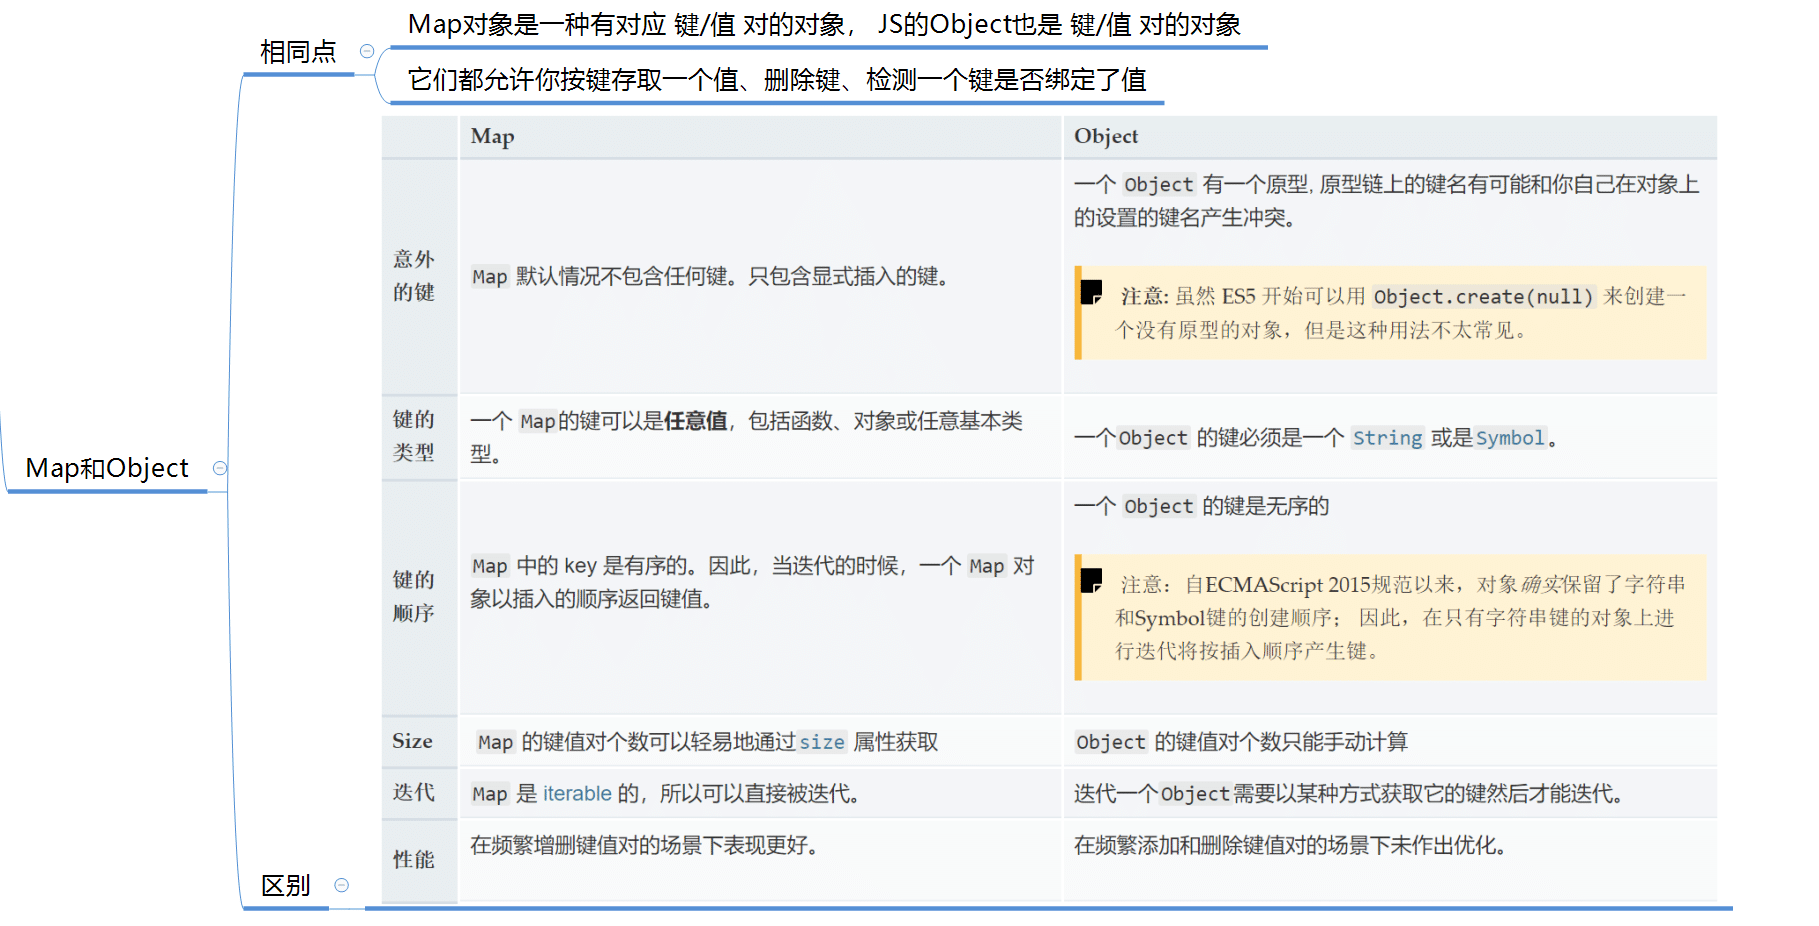 Map和Object
相同点
Map对象是一种有对应 键/值 对的对象， JS的Object也是 键/值 对的对象
它们都允许你按键存取一个值、删除键、检测一个键是否绑定了值
区别
Map
Object
意外
的键
Map 默认情况不包含任何键。只包含显式插入的键。
一个 Object 有一个原型, 原型链上的键名有可能和你自己在对象上
的设置的键名产生冲突。
注意: 虽然 ES5 开始可以用 Object.create(null) 来创建一
个没有原型的对象，但是这种用法不太常见。
键的
类型
一个 Map的键可以是任意值，包括函数、对象或任意基本类
型。
一个Object 的键必须是一个 String 或是Symbol。
键的
顺序
Map 中的 key 是有序的。因此，当迭代的时候，一个 Map 对
象以插入的顺序返回键值。
一个 Object 的键是无序的
注意：自ECMAScript 2015规范以来，对象确实保留了字符串
和Symbol键的创建顺序； 因此，在只有字符串键的对象上进
行迭代将按插入顺序产生键。
Size
Map 的键值对个数可以轻易地通过size 属性获取
Object 的键值对个数只能手动计算
迭代
Map 是 iterable 的，所以可以直接被迭代。
迭代一个Object需要以某种方式获取它的键然后才能迭代。
性能
在频繁增删键值对的场景下表现更好。
在频繁添加和删除键值对的场景下未作出优化。